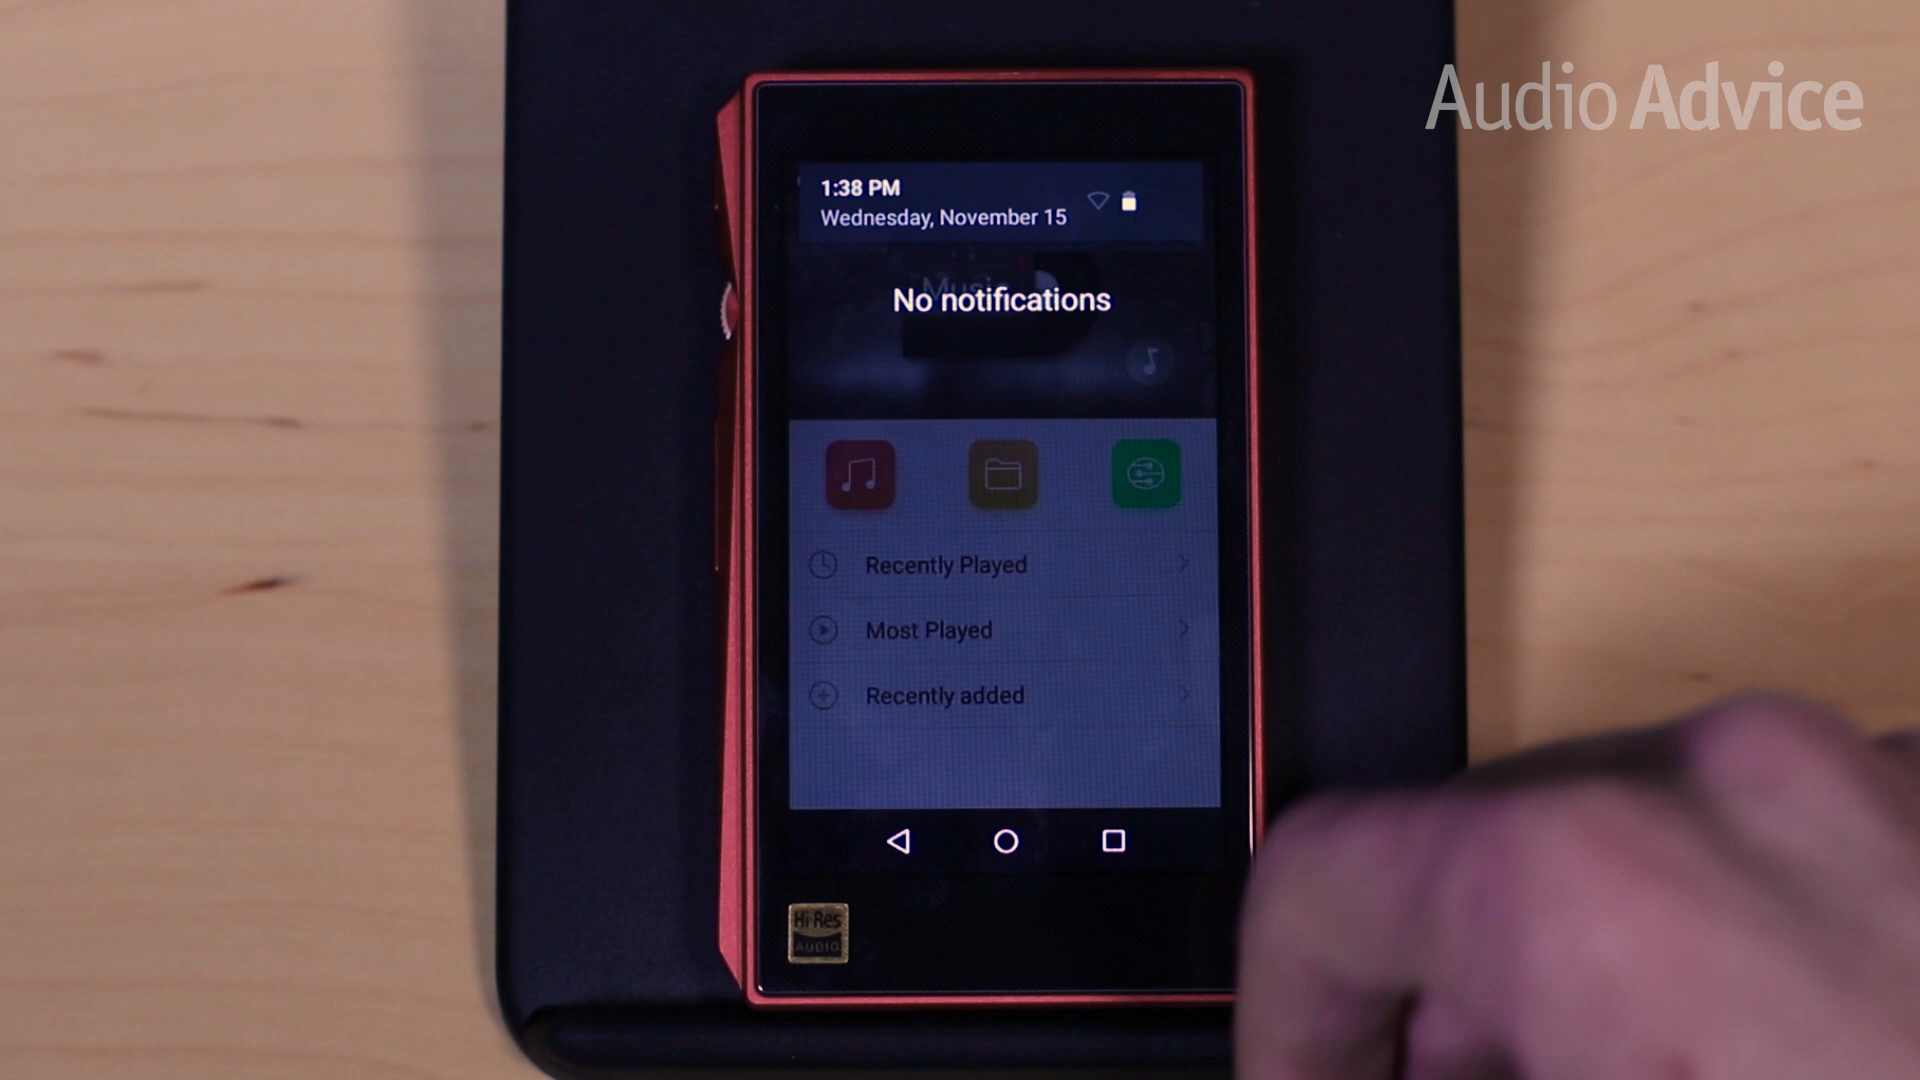 Audio Advice
1:38 PM
Wednesday, November 15
Music
No notifications
Recently Played
Most Played
Recently added
Hi-Res
AUDIO